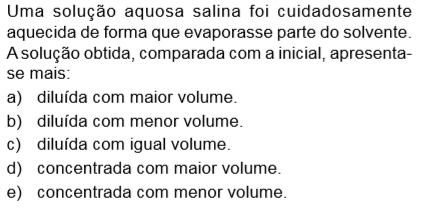 Uma solução aquosa salina foi cuidadosamente
aquecida de forma que evaporasse parte do solvente.
A solução obtida, comparada com a inicial, apresenta-
se mais:
a) diluída com maior volume.
b) diluída com menor volume.
c) diluída com igual volume.
d) concentrada com maior volume.
e) concentrada com menor volume.